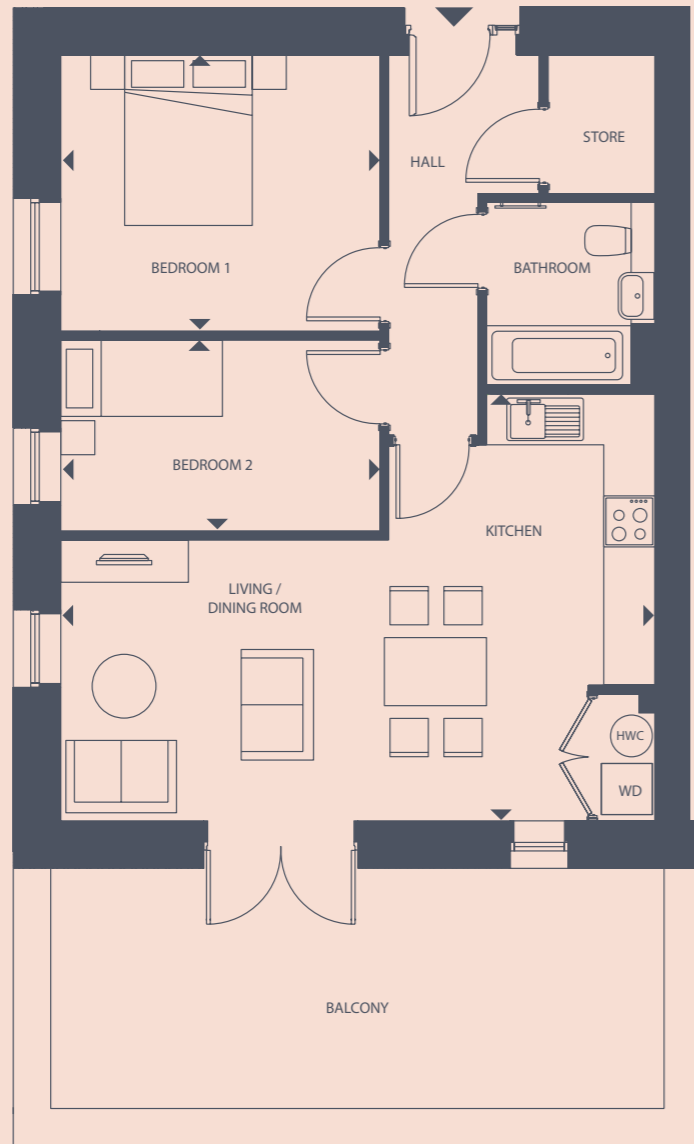 STORE
HALL
BEDROOM 1
BATHROOM
BEDROOM 2
KITCHEN
LIVING /
DINING ROOM
HWC
WD
BALCONY